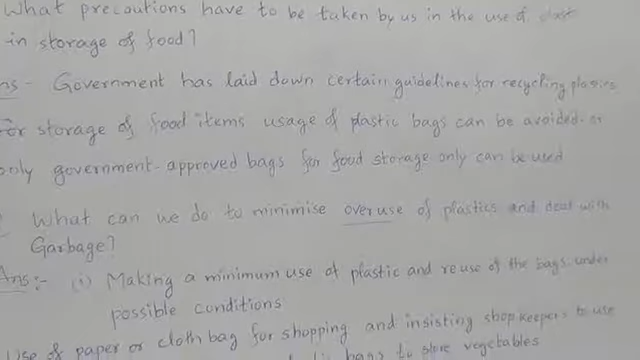 What precautions have to be taken by us in the use of
in storage of food?
Ans - Government has laid down certain guidelines for recycling plastics
For storage of food items usage of plastic bags can be avoided or
only government-approved bags for food storage only can be used
What can we do to minimise overuse of plastics and deal with
Garbage?
Ans:- (i) Making a minimum use of plastic and reuse of the bags under
possible conditions
Use of paper or cloth bag for shopping and insisting shopkeepers to use
bags to store vegetables